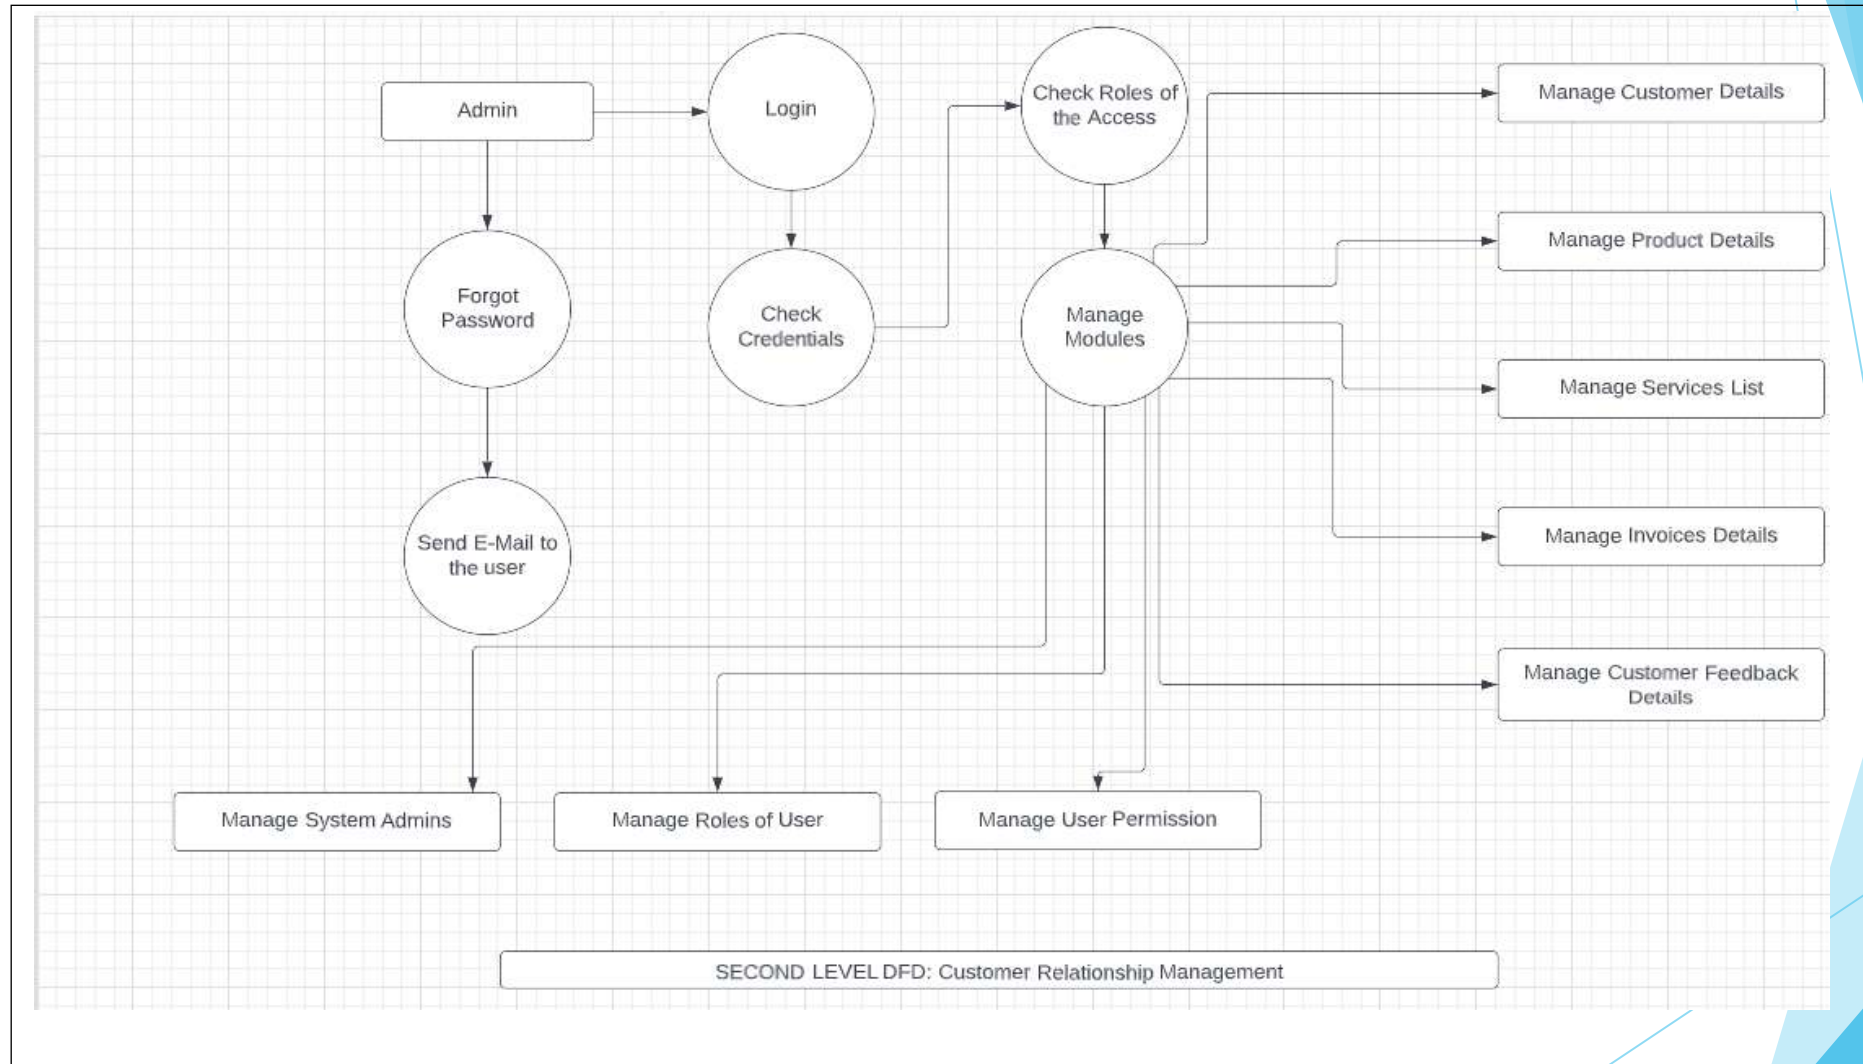 Admin
Login
Check Roles of
the Access
Manage Customer Details
Manage Product Details
Forgot
Password
Check
Credentials
Manage
Modules
Manage Services List
Send E-Mail to
the user
Manage Invoices Details
Manage Customer Feedback
Details
Manage System Admins
Manage Roles of User
Manage User Permission
SECOND LEVEL DFD: Customer Relationship Management